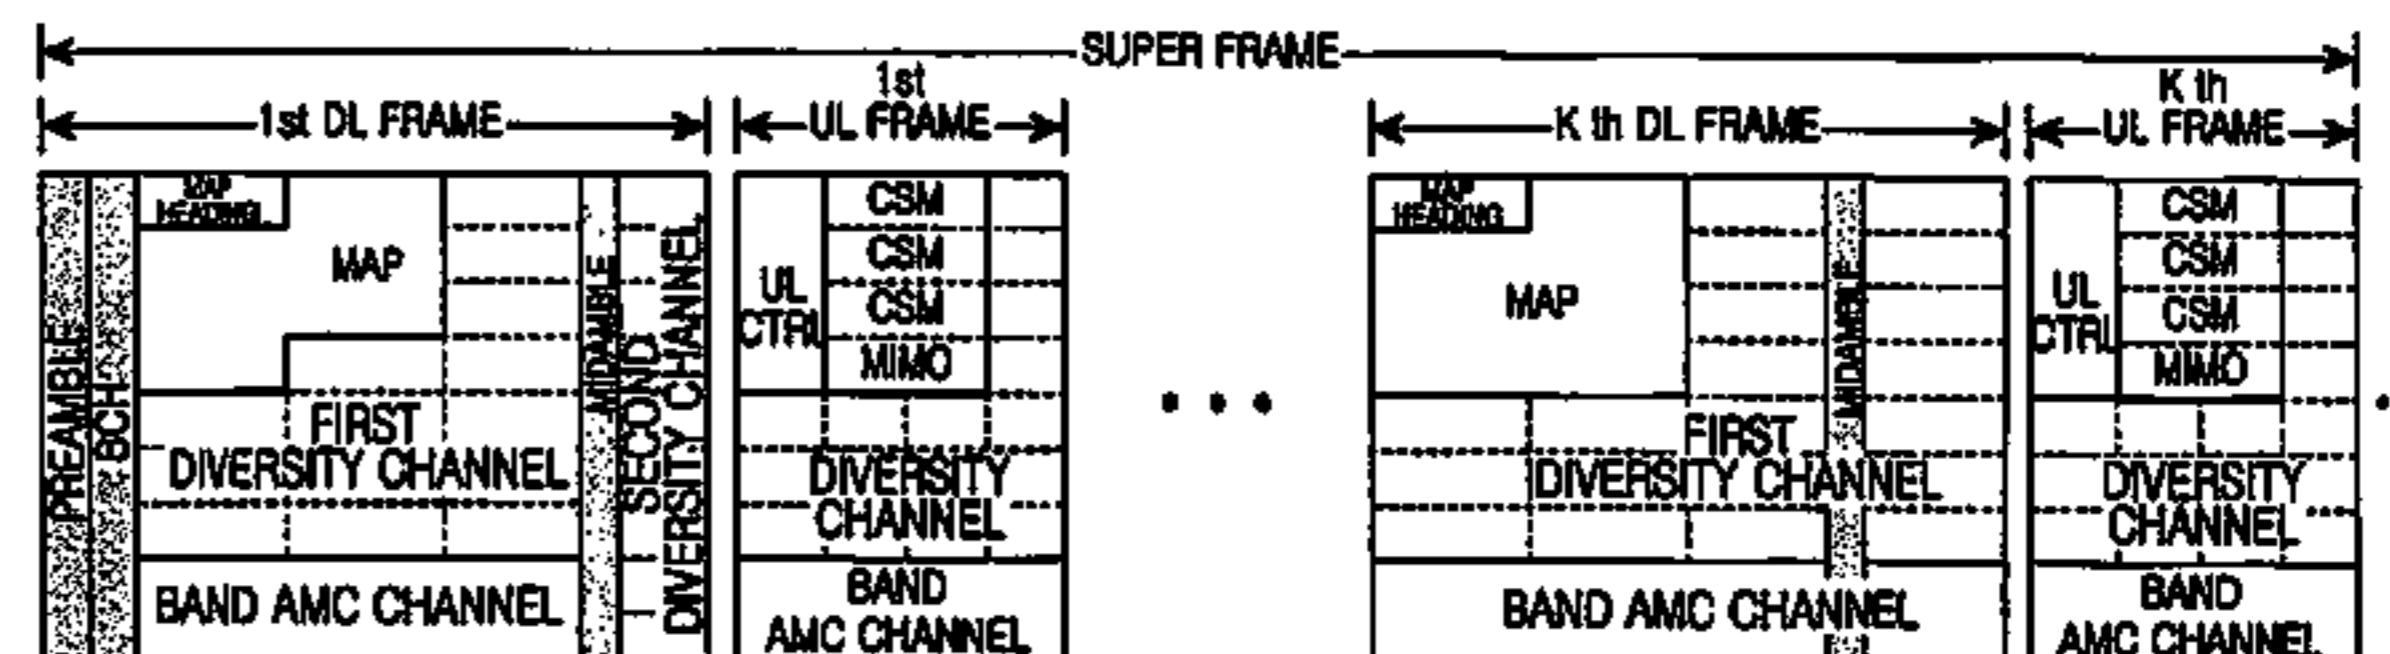 SUPER FRAME
1st DL FRAME
1st
UL FRAME
K th DL FRAME
K th
UL FRAME
PREAMBLE
BCH
MAP
HEADING
MAP
FIRST
DIVERSITY CHANNEL
BAND AMC CHANNEL
MIDAMBLE
SECOND
DIVERSITY CHANNEL
UL
CTRL
CSM
CSM
CSM
MIMO
DIVERSITY
CHANNEL
BAND
AMC CHANNEL
MAP
HEADING
MAP
FIRST
DIVERSITY CHANNEL
BAND AMC CHANNEL
MIDAMBLE
UL
CTRL
CSM
CSM
CSM
MIMO
DIVERSITY
CHANNEL
BAND
AMC CHANNEL